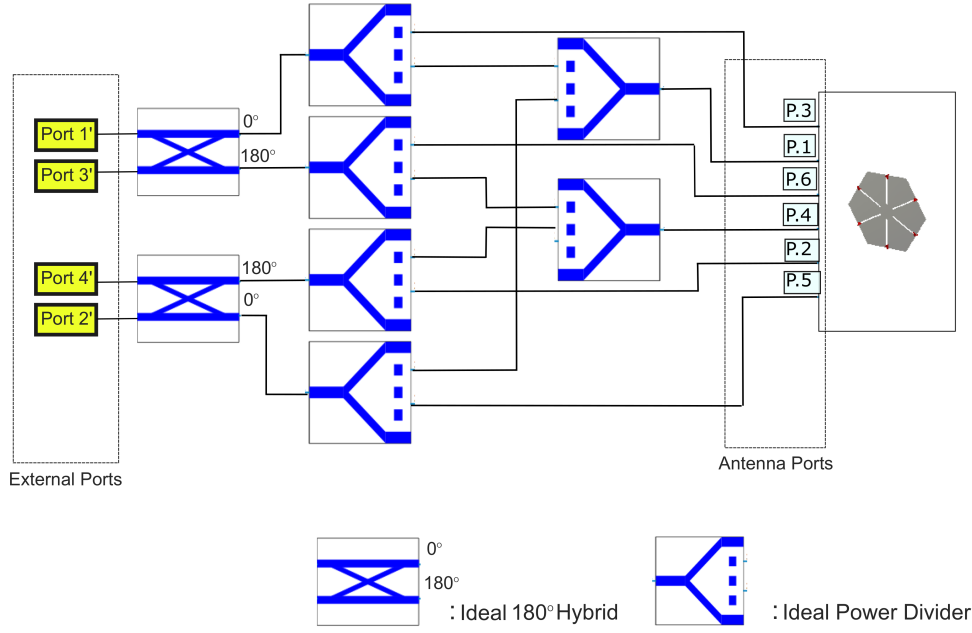 Port 1'
Port 3'
Port 4'
Port 2'
External Ports
0°
180°
180°
0°
P.3
P.1
P.6
P.4
P.2
P.5
Antenna Ports
0°
180°
: Ideal 180° Hybrid
: Ideal Power Divider